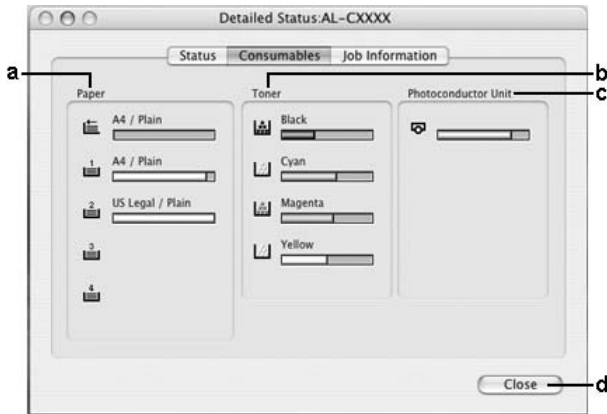 Detailed Status:AL-CXXXX
Status Consumables Job Information
a
b
c
Paper
Toner
Photoconductor Unit
A4 / Plain
1
A4 / Plain
2
US Legal / Plain
3
4
Black
Cyan
Magenta
Yellow
Close
d